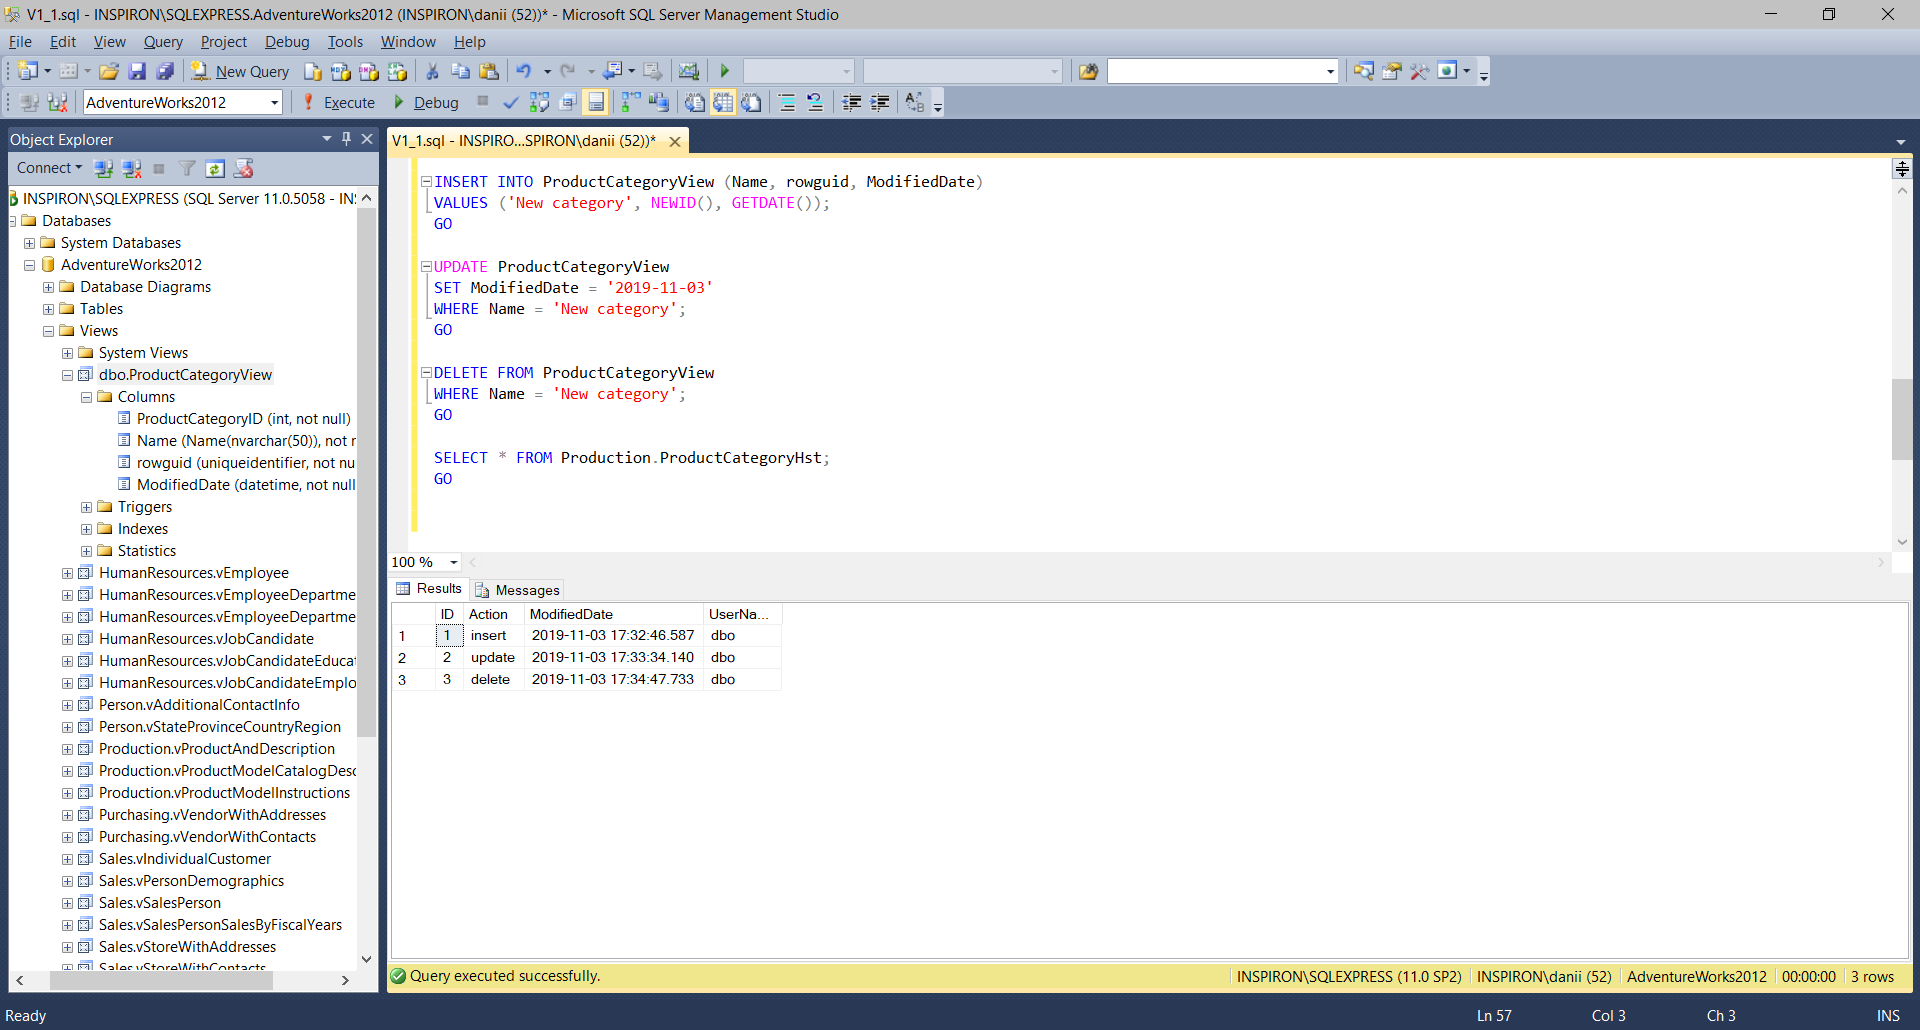 V1_1.sql - INSPIRON\SQLEXPRESS.AdventureWorks2012 (INSPIRON\danii (52))* - Microsoft SQL Server Management Studio
File Edit View Query Project Debug Tools Window Help
New Query
AdventureWorks2012 Execute Debug
Object Explorer
Connect
INSPIRON\SQLEXPRESS (SQL Server 11.0.5058 - IN
Databases
System Databases
AdventureWorks2012
Database Diagrams
Tables
Views
System Views
dbo.ProductCategoryView
Columns
ProductCategoryID (int, not null)
Name (Name(nvarchar(50)), not r
rowguid (uniqueidentifier, not nu
ModifiedDate (datetime, not null
Triggers
Indexes
Statistics
HumanResources.vEmployee
HumanResources.vEmployeeDepartme
HumanResources.vEmployeeDepartme
HumanResources.vJobCandidate
HumanResources.vJobCandidateEducat
HumanResources.vJobCandidateEmplo
Person.vAdditionalContactInfo
Person.vStateProvinceCountryRegion
Production.vProductAndDescription
Production.vProductModelCatalogDesc
Production.vProductModelInstructions
Purchasing.vVendorWithAddresses
Purchasing.vVendorWithContacts
Sales.vIndividualCustomer
Sales.vPersonDemographics
Sales.vSalesPerson
Sales.vSalesPersonSalesByFiscalYears
Sales.vStoreWithAddresses
Sales.vStoreWithContacts
V1_1.sql - INSPIRO...SPIRON\danii (52))*
INSERT INTO ProductCategoryView (Name, rowguid, ModifiedDate)
VALUES ('New category', NEWID(), GETDATE());
GO
UPDATE ProductCategoryView
SET ModifiedDate = '2019-11-03'
WHERE Name = 'New category';
GO
DELETE FROM ProductCategoryView
WHERE Name = 'New category';
GO
SELECT * FROM Production.ProductCategoryHst;
GO
100 %
Results Messages
ID Action ModifiedDate UserNa...
1 1 insert 2019-11-03 17:32:46.587 dbo
2 2 update 2019-11-03 17:33:34.140 dbo
3 3 delete 2019-11-03 17:34:47.733 dbo
Query executed successfully. INSPIRON\SQLEXPRESS (11.0 SP2) INSPIRON\danii (52) AdventureWorks2012 00:00:00 3 rows
Ready Ln 57 Col 3 Ch 3 INS